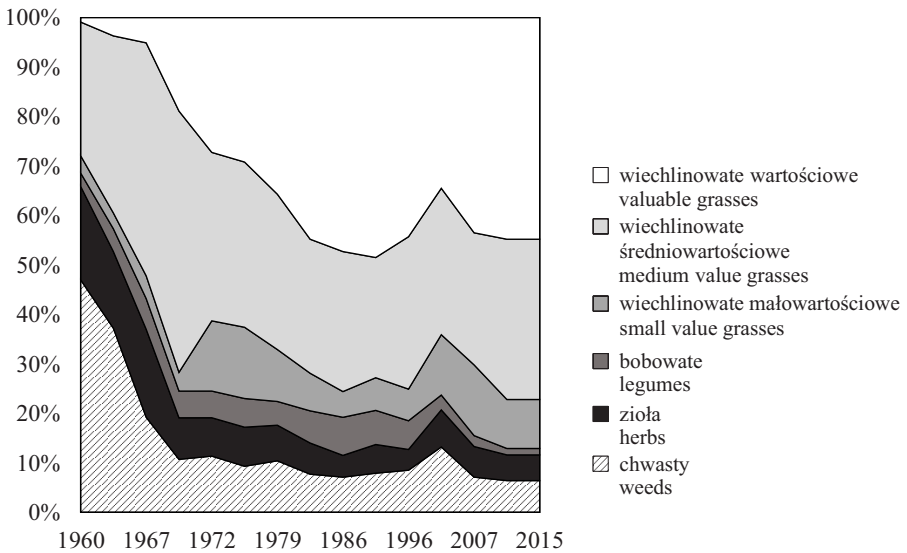 100%
90%
80%
70%
60%
50%
40%
30%
20%
10%
0%
1960 1967 1972 1979 1986 1996 2007 2015
wiechlinowate wartościowe
valuable grasses
wiechlinowate
średniowartościowe
medium value grasses
wiechlinowate małowartościowe
small value grasses
bobowate
legumes
zioła
herbs
chwasty
weeds